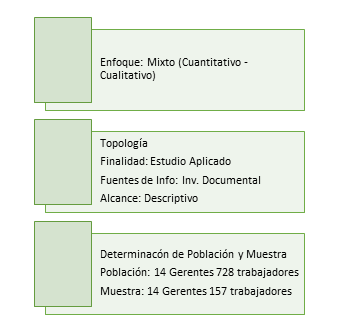 Enfoque: Mixto (Cuantitativo -
Cualitativo)
Topología
Finalidad: Estudio Aplicado
Fuentes de Info: Inv. Documental
Alcance: Descriptivo
Determinacón de Población y Muestra
Población: 14 Gerentes 728 trabajadores
Muestra: 14 Gerentes 157 trabajadores